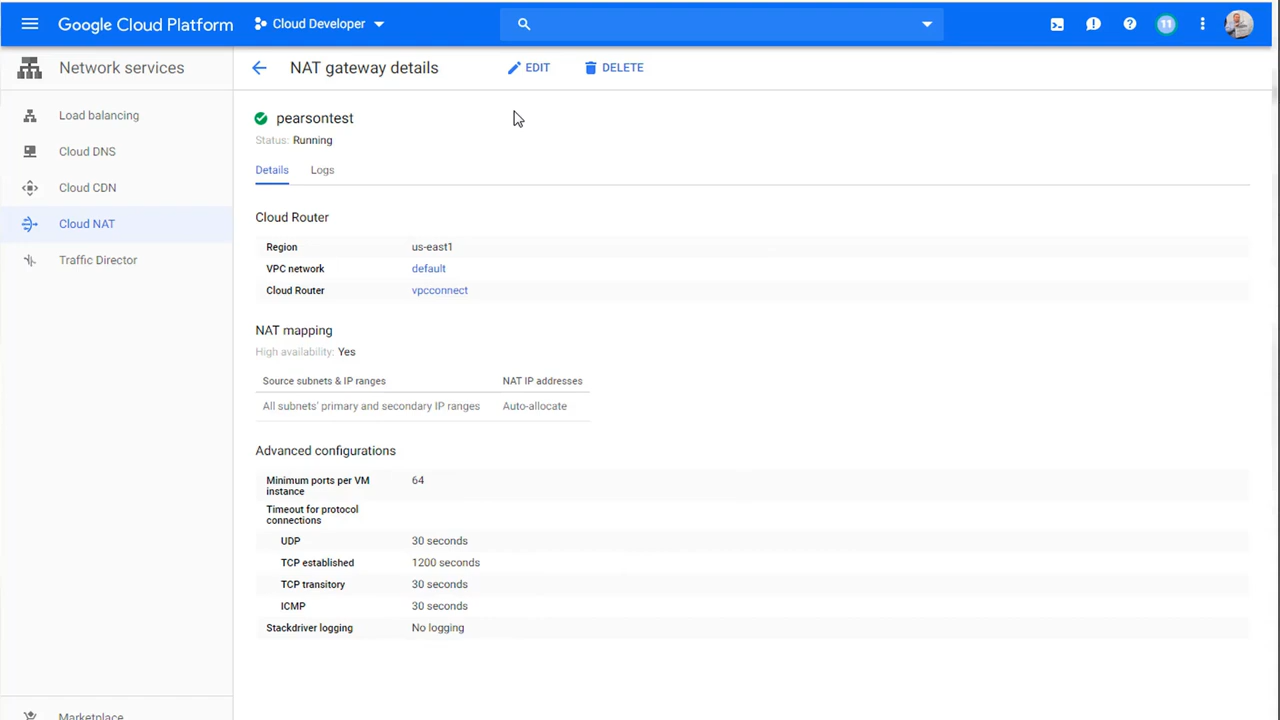 Google Cloud Platform
Cloud Developer
11
Network services
NAT gateway details
EDIT
DELETE
Load balancing
Cloud DNS
Cloud CDN
Cloud NAT
Traffic Director
Marketplace
pearsontest
Status: Running
Details
Logs
Cloud Router
Region us-east1
VPC network default
Cloud Router vpcconnect
NAT mapping
High availability: Yes
Source subnets & IP ranges NAT IP addresses
All subnets' primary and secondary IP ranges Auto-allocate
Advanced configurations
Minimum ports per VM 64
instance
Timeout for protocol
connections
UDP 30 seconds
TCP established 1200 seconds
TCP transitory 30 seconds
ICMP 30 seconds
Stackdriver logging No logging